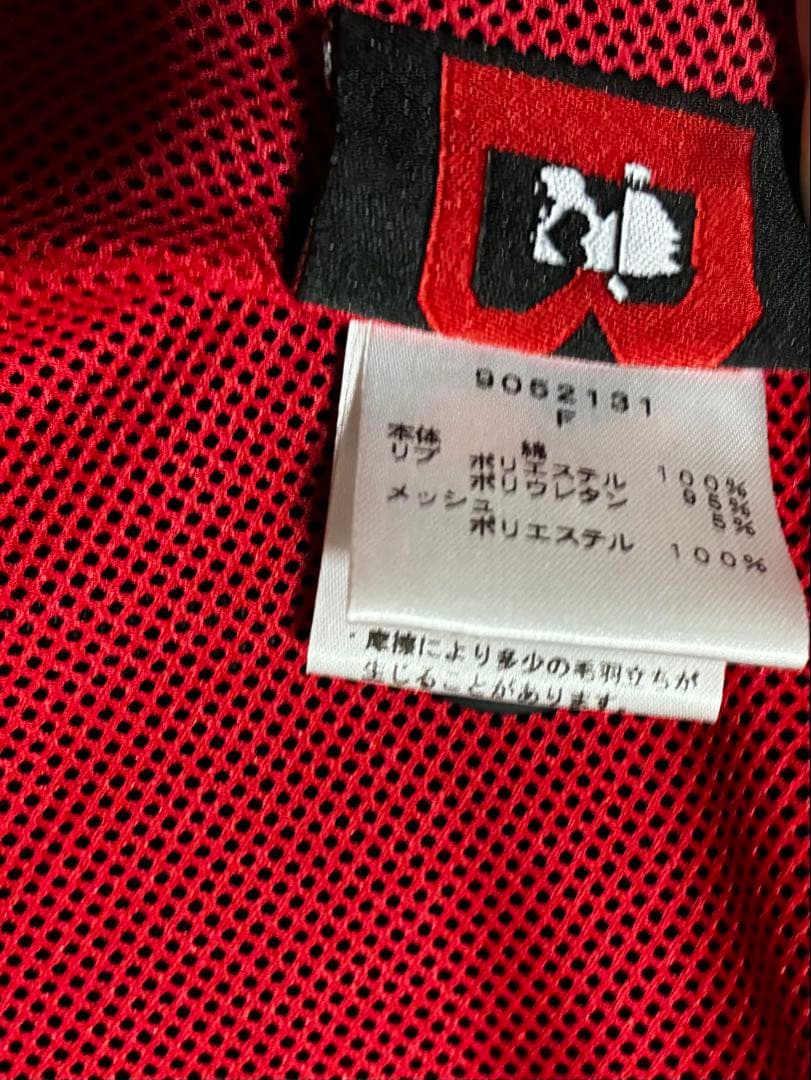 9052131
F
本体 綿 100%
リブ ポリエステル 95%
ポリウレタン 5%
メッシュ
ポリエステル 100%
・摩擦により多少の毛羽立ちが
生じることがあります。